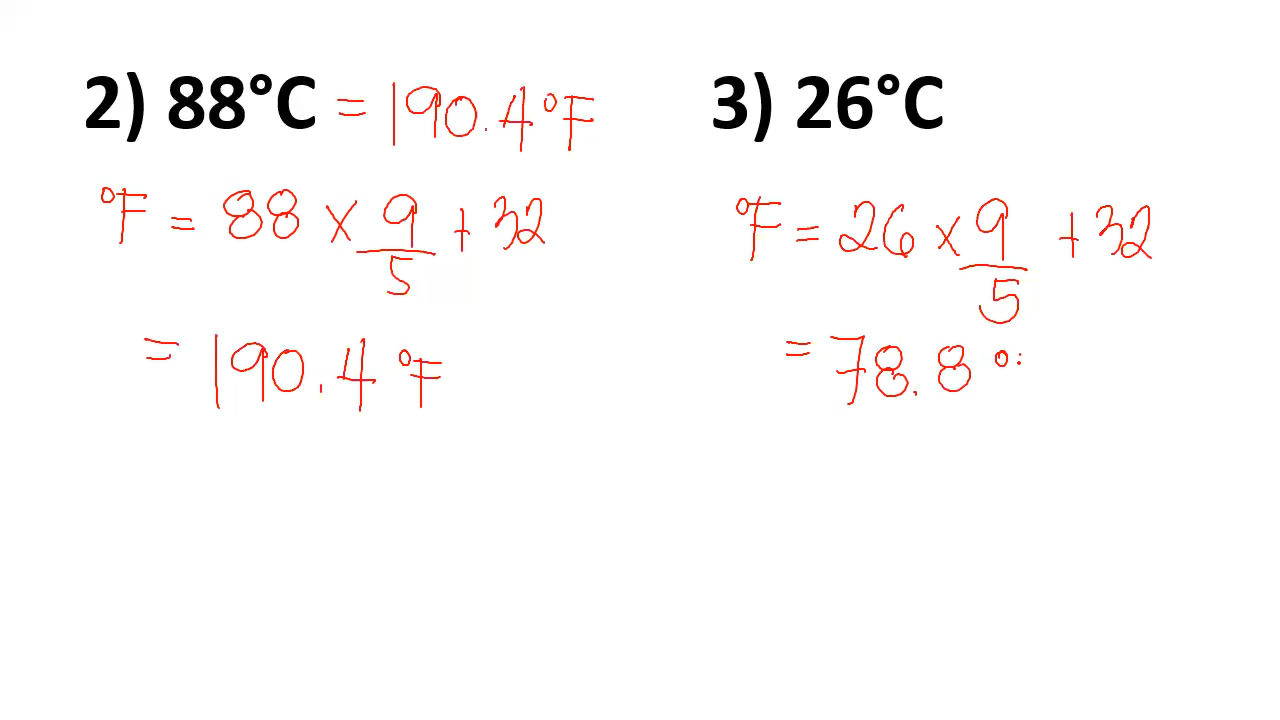 2) 88°C = 190.4 °F
°F = 88 × 9/5 + 32
= 190.4 °F
3) 26°C
°F = 26 × 9/5 + 32
= 78.8 °